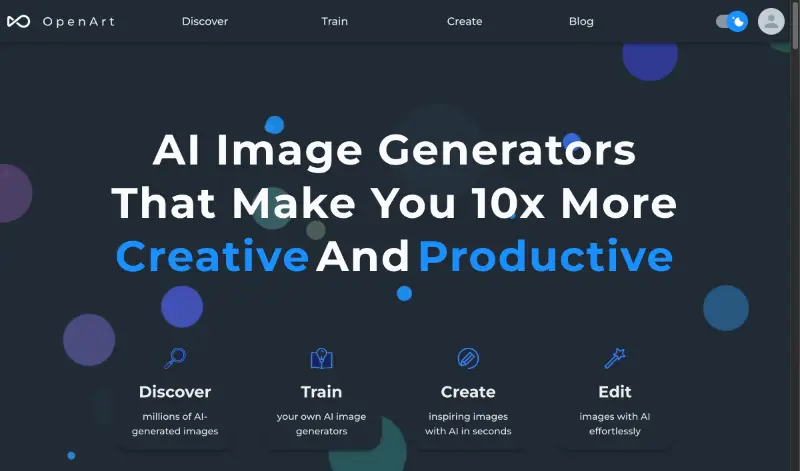 OpenArt
Discover
Train
Create
Blog
AI Image Generators
That Make You 10x More
Creative And Productive
Discover
millions of AI-
generated images
Train
your own AI image
generators
Create
inspiring images
with AI in seconds
Edit
images with AI
effortlessly